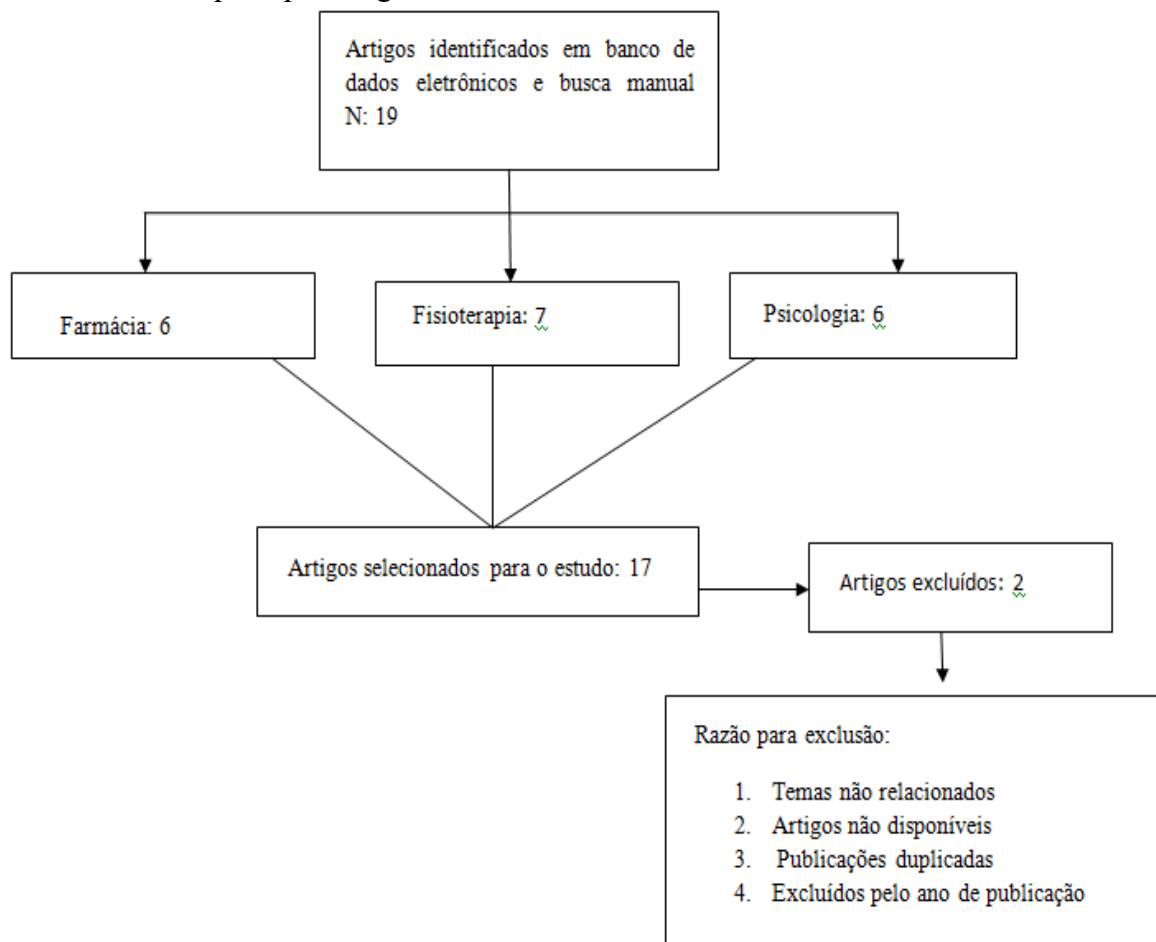 Artigos identificados em banco de
dados eletrônicos e busca manual
N: 19
Farmácia: 6
Fisioterapia: 7
Psicologia: 6
Artigos selecionados para o estudo: 17
Artigos excluídos: 2
Razão para exclusão:
1. Temas não relacionados
2. Artigos não disponíveis
3. Publicações duplicadas
4. Excluídos pelo ano de publicação